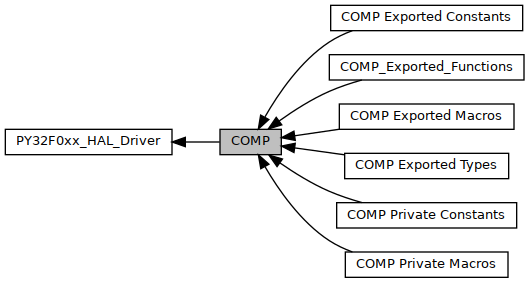 COMP Exported Constants
COMP_Exported_Functions
COMP Exported Macros
PY32F0xx_HAL_Driver
COMP
COMP Exported Types
COMP Private Constants
COMP Private Macros